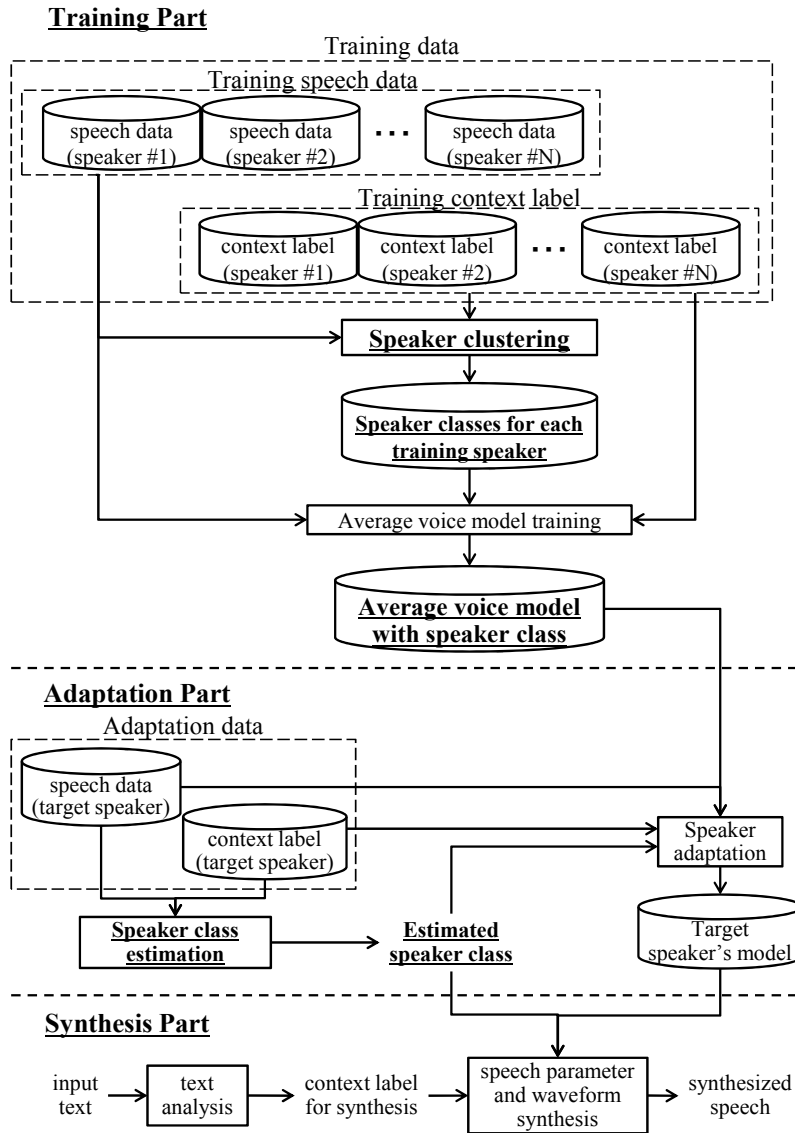 Training Part
Training data
Training speech data
speech data
(speaker #1)
speech data
(speaker #2)
...
speech data
(speaker #N)
Training context label
context label
(speaker #1)
context label
(speaker #2)
...
context label
(speaker #N)
Speaker clustering
Speaker classes for each
training speaker
Average voice model training
Average voice model
with speaker class
Adaptation Part
Adaptation data
speech data
(target speaker)
context label
(target speaker)
Speaker
adaptation
Speaker class
estimation
Estimated
speaker class
Target
speaker's model
Synthesis Part
input
text
text
analysis
context label
for synthesis
speech parameter
and waveform
synthesis
synthesized
speech